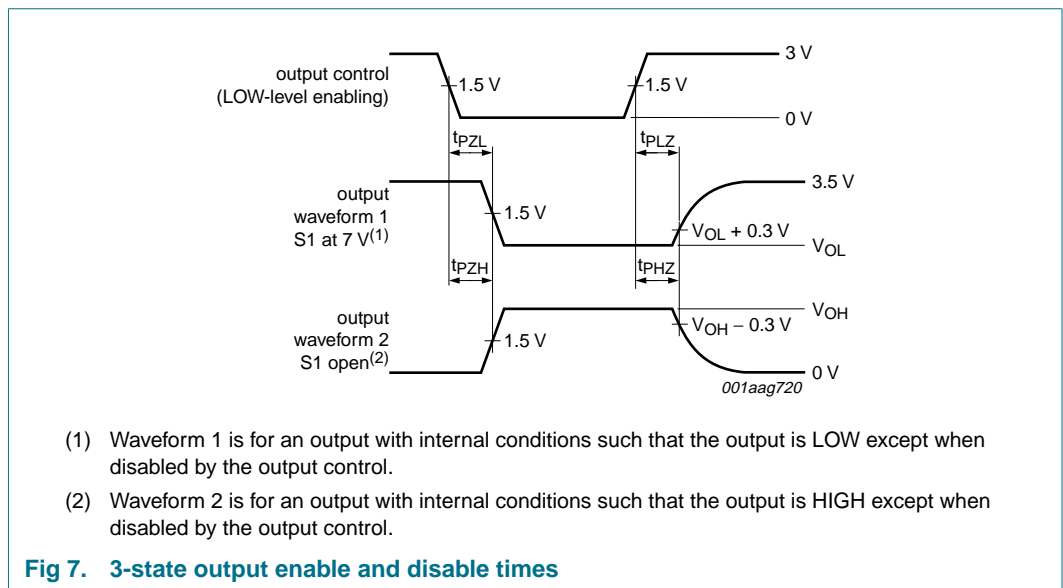 output control
(LOW-level enabling)
3 V
1.5 V
1.5 V
0 V
tPZL
tPLZ
output
waveform 1
S1 at 7 V(1)
3.5 V
1.5 V
VOL + 0.3 V
VOL
tPZH
tPHZ
output
waveform 2
S1 open(2)
VOH
VOH − 0.3 V
1.5 V
0 V
001aag720
(1) Waveform 1 is for an output with internal conditions such that the output is LOW except when
disabled by the output control.
(2) Waveform 2 is for an output with internal conditions such that the output is HIGH except when
disabled by the output control.
Fig 7. 3-state output enable and disable times